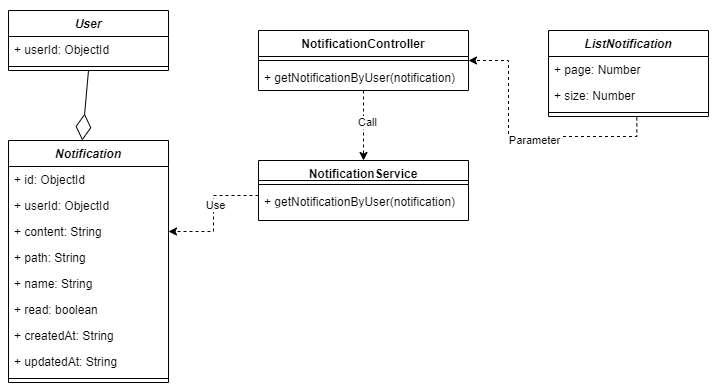 User
+ userId: ObjectId
NotificationController
+ getNotificationByUser(notification)
ListNotification
+ page: Number
+ size: Number
Call
Parameter
Notification
+ id: ObjectId
+ userId: ObjectId
+ content: String
+ path: String
+ name: String
+ read: boolean
+ createdAt: String
+ updatedAt: String
NotificationService
+ getNotificationByUser(notification)
Use